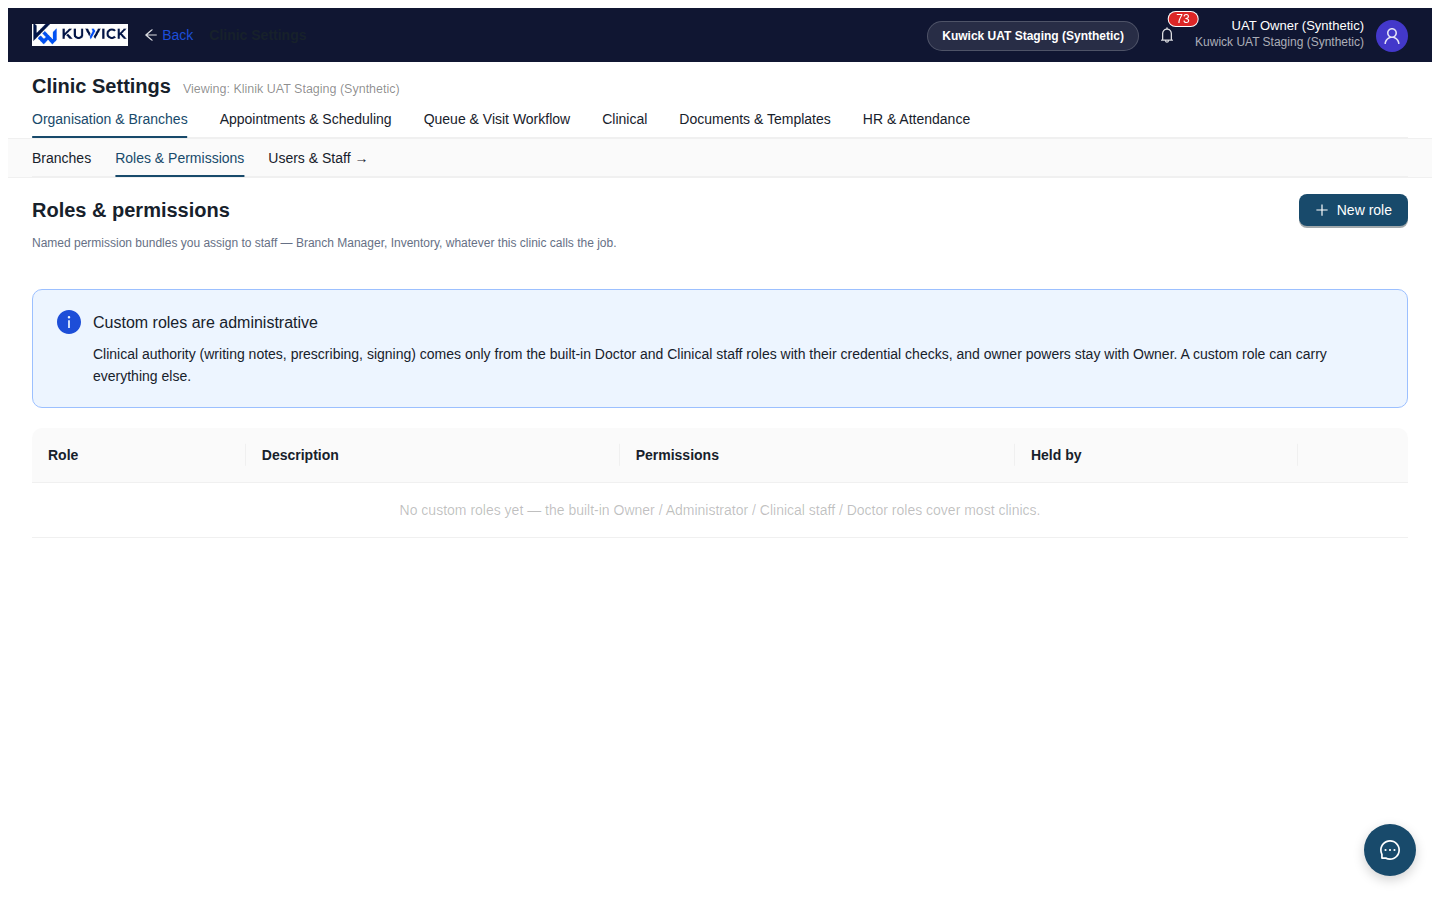 KUWICK
Back
Clinic Settings
Kuwick UAT Staging (Synthetic)
73
UAT Owner (Synthetic)
Kuwick UAT Staging (Synthetic)
Clinic Settings
Viewing: Klinik UAT Staging (Synthetic)
Organisation & Branches
Appointments & Scheduling
Queue & Visit Workflow
Clinical
Documents & Templates
HR & Attendance
Branches
Roles & Permissions
Users & Staff →
Roles & permissions
New role
Named permission bundles you assign to staff — Branch Manager, Inventory, whatever this clinic calls the job.
Custom roles are administrative
Clinical authority (writing notes, prescribing, signing) comes only from the built-in Doctor and Clinical staff roles with their credential checks, and owner powers stay with Owner. A custom role can carry
everything else.
Role
Description
Permissions
Held by
No custom roles yet — the built-in Owner / Administrator / Clinical staff / Doctor roles cover most clinics.